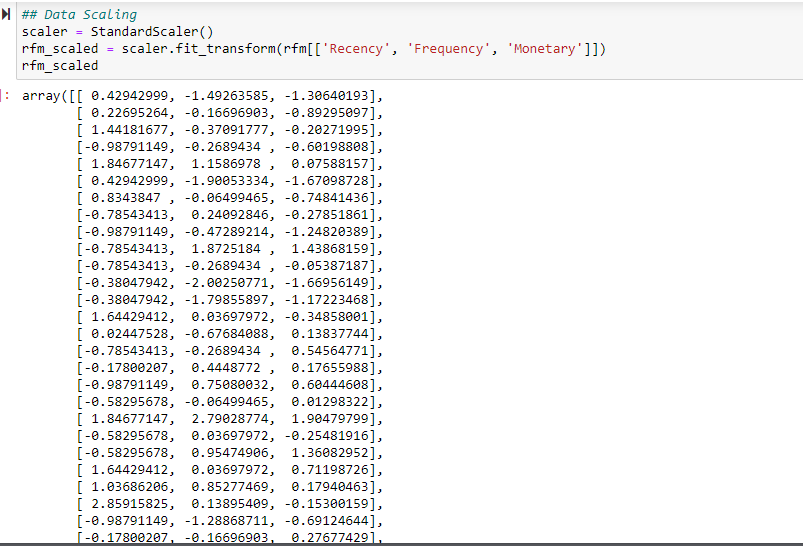 ## Data Scaling
scaler = StandardScaler()
rfm_scaled = scaler.fit_transform(rfm[['Recency', 'Frequency', 'Monetary']])
rfm_scaled
: array([[ 0.42942999, -1.49263585, -1.30640193],
[ 0.22695264, -0.16696903, -0.89295097],
[ 1.44181677, -0.37091777, -0.20271995],
[-0.98791149, -0.2689434 , -0.60198808],
[ 1.84677147,  1.1586978 ,  0.07588157],
[ 0.42942999, -1.90053334, -1.67098728],
[ 0.8343847 , -0.06499465, -0.74841436],
[-0.78543413,  0.24092846, -0.27851861],
[-0.98791149, -0.47289214, -1.24820389],
[-0.78543413,  1.8725184 ,  1.43868159],
[-0.78543413, -0.2689434 , -0.05387187],
[-0.38047942, -2.00250771, -1.66956149],
[-0.38047942, -1.79855897, -1.17223468],
[ 1.64429412,  0.03697972, -0.34858001],
[ 0.02447528, -0.67684088,  0.13837744],
[-0.78543413, -0.2689434 ,  0.54564771],
[-0.17800207,  0.4448772 ,  0.17655988],
[-0.98791149,  0.75080032,  0.60444608],
[-0.58295678, -0.06499465,  0.01298322],
[ 1.84677147,  2.79028774,  1.90479799],
[-0.58295678,  0.03697972, -0.25481916],
[-0.58295678,  0.95474906,  1.36082952],
[ 1.64429412,  0.03697972,  0.71198726],
[ 1.03686206,  0.85277469,  0.17940463],
[ 2.85915825,  0.13895409, -0.15300159],
[-0.98791149, -1.28868711, -0.69124644],
[-0.17800207, -0.16696903,  0.27677429],